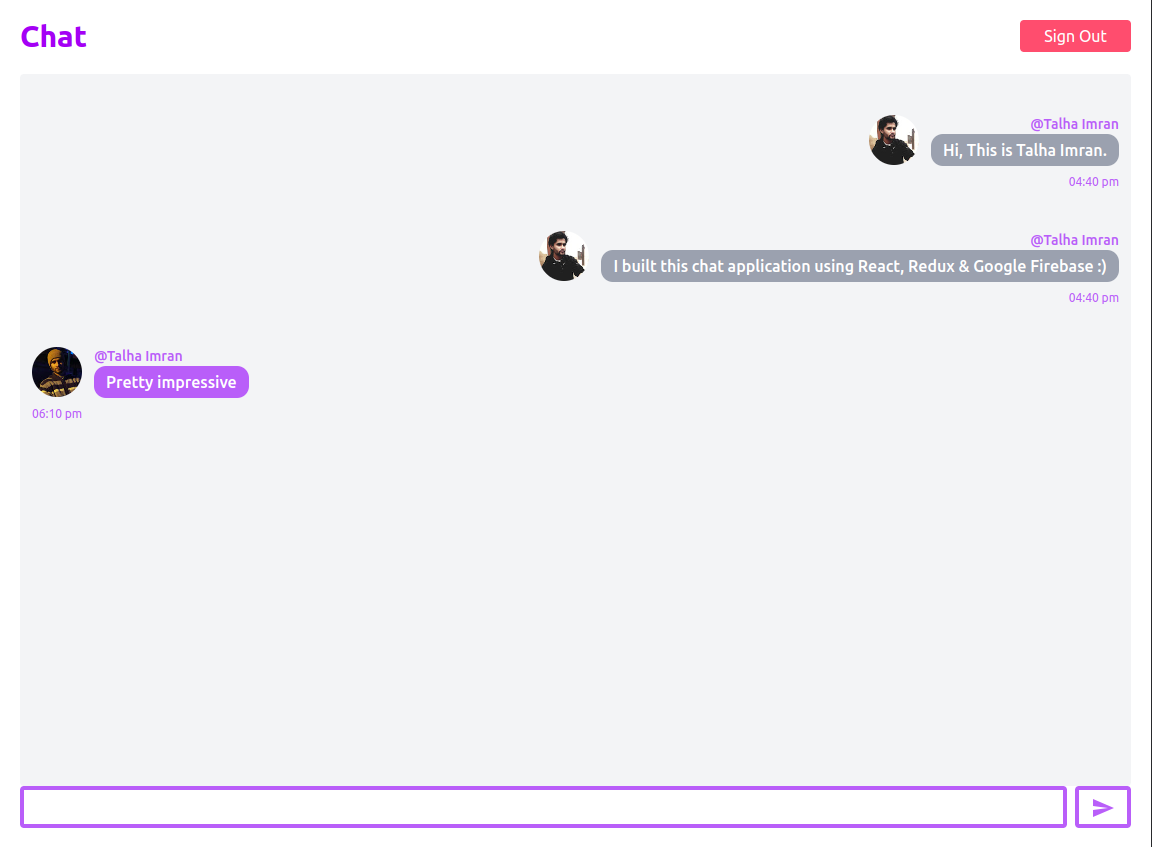 Chat
Sign Out
@Talha Imran
Hi, This is Talha Imran.
04:40 pm
@Talha Imran
I built this chat application using React, Redux & Google Firebase :)
04:40 pm
@Talha Imran
Pretty impressive
06:10 pm